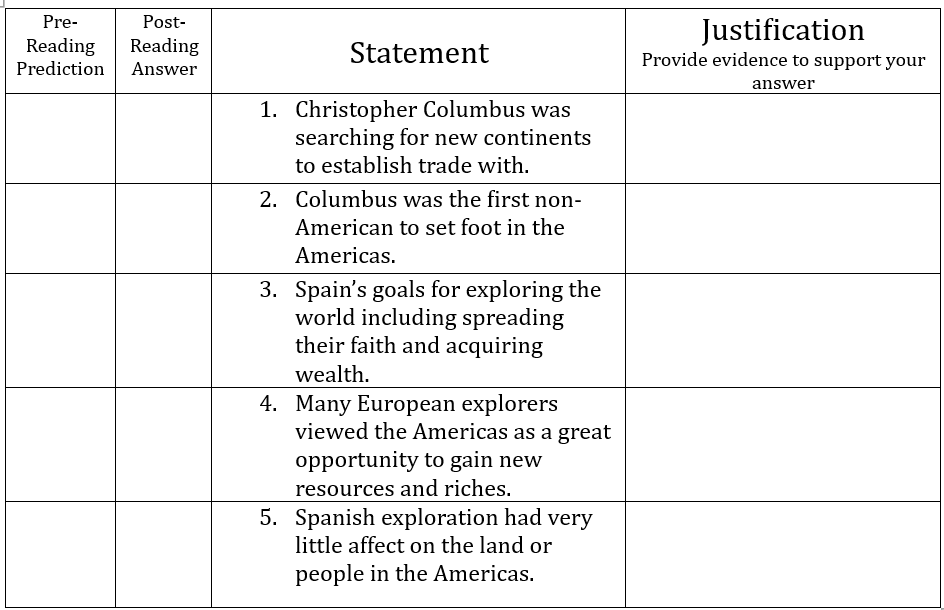 Pre-
Reading
Prediction
Post-
Reading
Answer
Statement
Justification
Provide evidence to support your
answer
1. Christopher Columbus was
searching for new continents
to establish trade with.
2. Columbus was the first non-
American to set foot in the
Americas.
3. Spain’s goals for exploring the
world including spreading
their faith and acquiring
wealth.
4. Many European explorers
viewed the Americas as a great
opportunity to gain new
resources and riches.
5. Spanish exploration had very
little affect on the land or
people in the Americas.